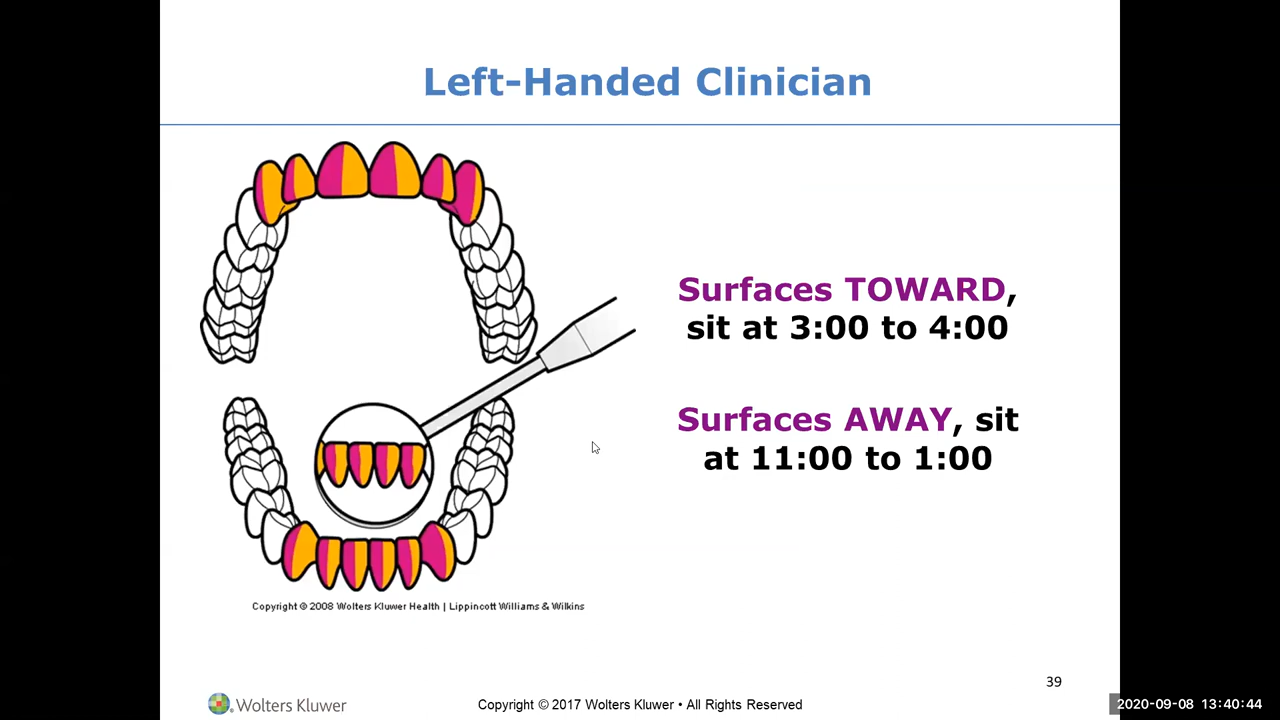 Left-Handed Clinician
Surfaces TOWARD,
sit at 3:00 to 4:00
Surfaces AWAY, sit
at 11:00 to 1:00
Copyright © 2008 Wolters Kluwer Health | Lippincott Williams & Wilkins
39
Wolters Kluwer
Copyright © 2017 Wolters Kluwer • All Rights Reserved
2020-09-08 13:40:44